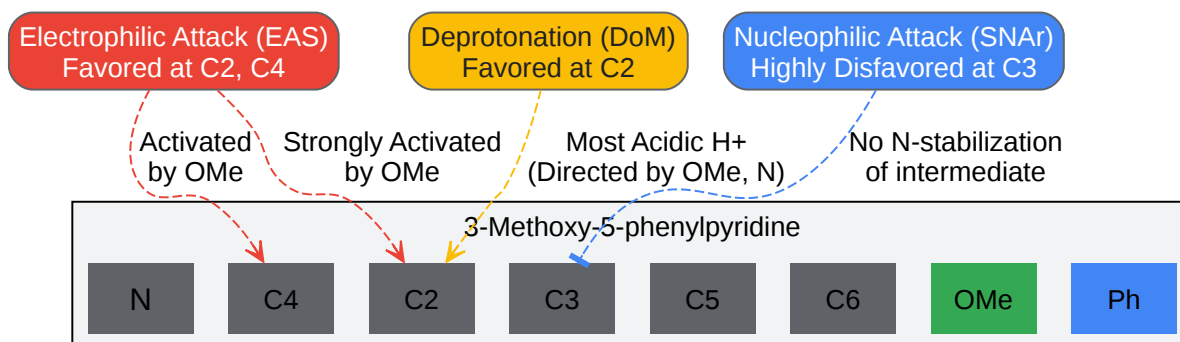 Electrophilic Attack (EAS)
Favored at C2, C4
Deprotonation (DoM)
Favored at C2
Nucleophilic Attack (SNAr)
Highly Disfavored at C3
Activated
by OMe
Strongly Activated
by OMe
Most Acidic H+
(Directed by OMe, N)
No N-stabilization
of intermediate
3-Methoxy-5-phenylpyridine
N
C4
C2
C3
C5
C6
OMe
Ph